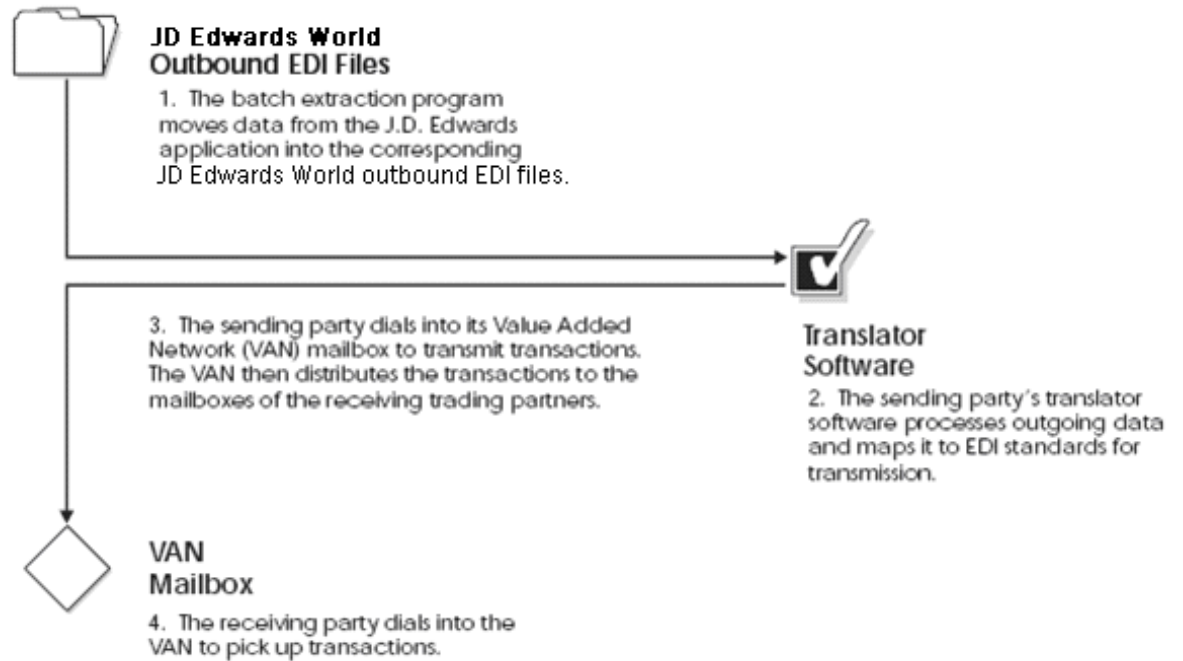 JD Edwards World
Outbound EDI Files
1. The batch extraction program
moves data from the J.D. Edwards
application into the corresponding
JD Edwards World outbound EDI files.
3. The sending party dials into its Value Added
Network (VAN) mailbox to transmit transactions.
The VAN then distributes the transactions to the
mailboxes of the receiving trading partners.
Translator
Software
2. The sending party's translator
software processes outgoing data
and maps it to EDI standards for
transmission.
VAN
Mailbox
4. The receiving party dials into the
VAN to pick up transactions.